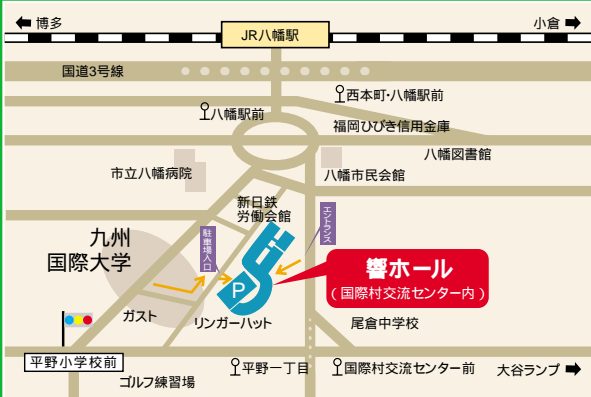 博多
小倉
JR八幡駅
国道3号線
西本町・八幡駅前
八幡駅前
福岡ひびき信用金庫
八幡図書館
市立八幡病院
八幡市民会館
新日鉄
労働会館
エントランス
駐車場入口
九州
国際大学
P
響ホール
(国際村交流センター内)
ガスト
リンガーハット
尾倉中学校
平野小学校前
平野一丁目
国際村交流センター前
大谷ランプ
ゴルフ練習場